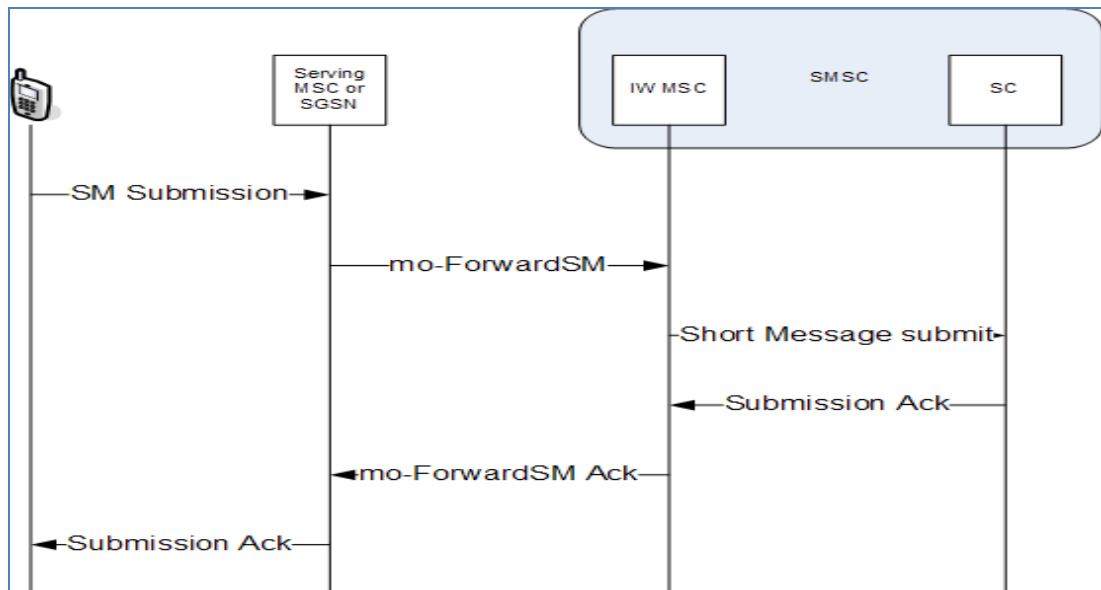 Serving
MSC or
SGSN
IW MSC
SMSC
SC
SM Submission
mo-ForwardSM
Short Message submit
Submission Ack
mo-ForwardSM Ack
Submission Ack